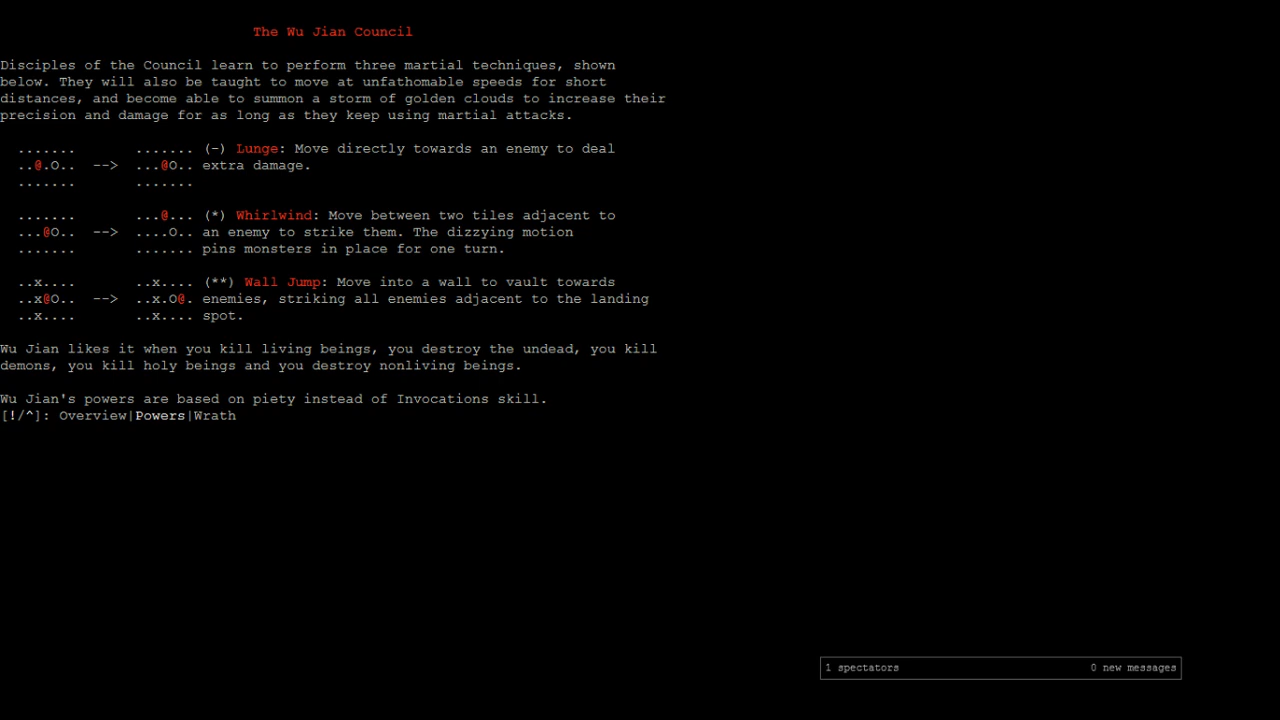 The Wu Jian Council
Disciples of the Council learn to perform three martial techniques, shown
below. They will also be taught to move at unfathomable speeds for short
distances, and become able to summon a storm of golden clouds to increase their
precision and damage for as long as they keep using martial attacks.
....... ....... (-) Lunge: Move directly towards an enemy to deal
..@.O.. --> ...@O.. extra damage.
....... .......
....... ...@... (*) Whirlwind: Move between two tiles adjacent to
...@O.. --> ....O.. an enemy to strike them. The dizzying motion
....... ....... pins monsters in place for one turn.
..x.... ..x.... (**) Wall Jump: Move into a wall to vault towards
..x@O.. --> ..x.O@. enemies, striking all enemies adjacent to the landing
..x.... ..x.... spot.
Wu Jian likes it when you kill living beings, you destroy the undead, you kill
demons, you kill holy beings and you destroy nonliving beings.
Wu Jian's powers are based on piety instead of Invocations skill.
[!/^]: Overview|Powers|Wrath
1 spectators 0 new messages